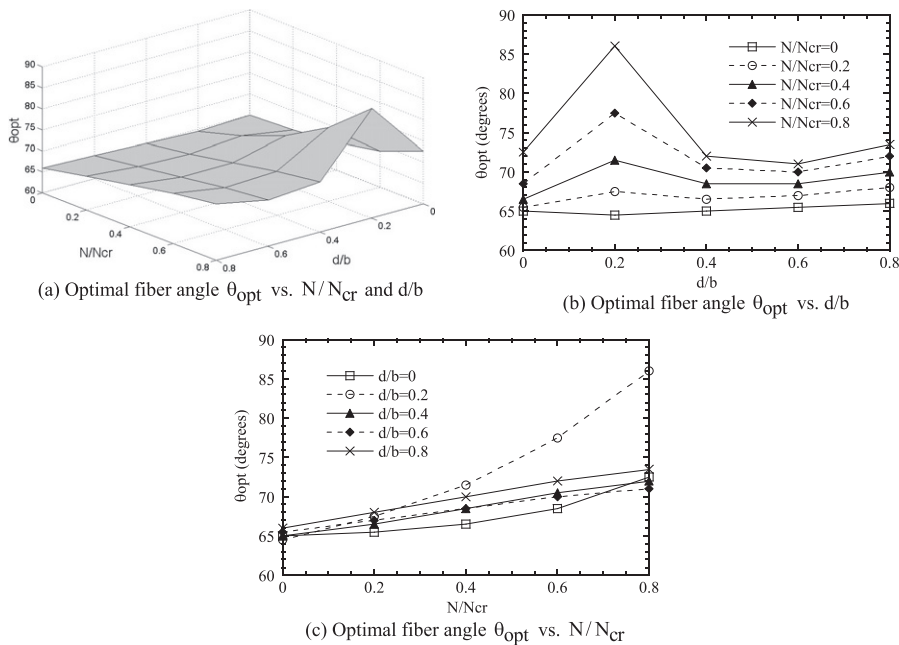 90
85
80
75
70
65
60
θopt
0
0.2
0.4
0.6
0.8
N/Ncr
0.8
0.6
0.4
0.2
0
d/b
(a) Optimal fiber angle θopt vs. N/Ncr and d/b
90
85
80
75
70
65
60
θopt (degrees)
N/Ncr=0
N/Ncr=0.2
N/Ncr=0.4
N/Ncr=0.6
N/Ncr=0.8
0 0.2 0.4 0.6 0.8
d/b
(b) Optimal fiber angle θopt vs. d/b
90
85
80
75
70
65
60
θopt (degrees)
d/b=0
d/b=0.2
d/b=0.4
d/b=0.6
d/b=0.8
0 0.2 0.4 0.6 0.8
N/Ncr
(c) Optimal fiber angle θopt vs. N/Ncr